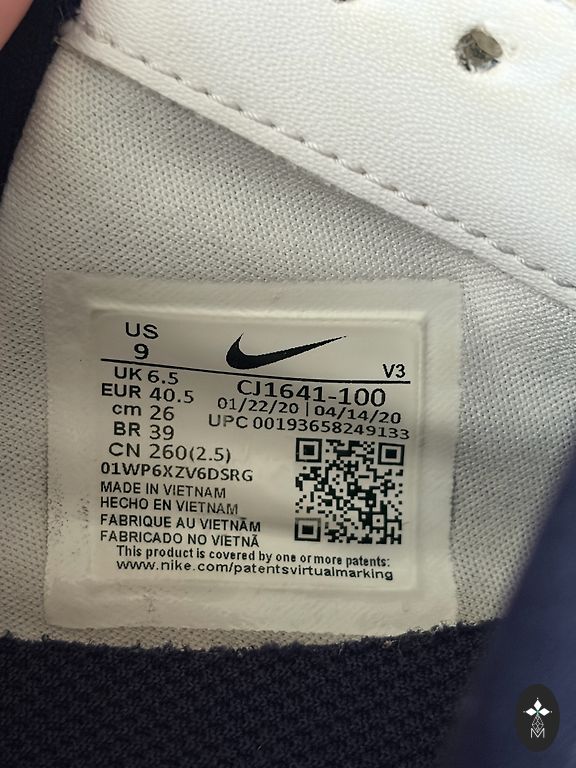 US
9
V3
UK 6.5
CJ1641-100
EUR 40.5
01/22/20 | 04/14/20
cm 26
UPC 00193658249133
BR 39
CN 260(2.5)
01WP6XZV6DSRG
MADE IN VIETNAM
HECHO EN VIETNAM
FABRIQUE AU VIETNAM
FABRICADO NO VIETNÃ
This product is covered by one or more patents:
www.nike.com/patentsvirtualmarking
M